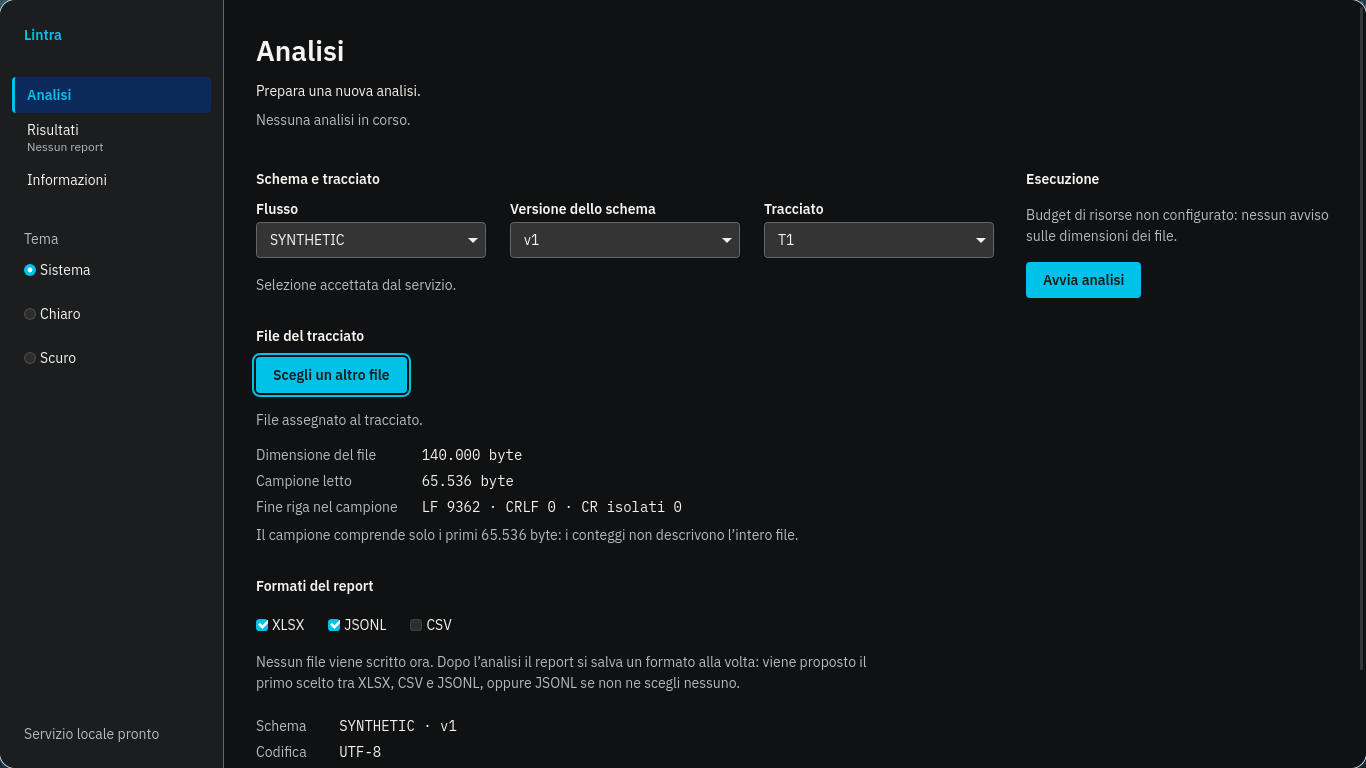 Lintra
Analisi
Risultati
Nessun report
Informazioni
Tema
Sistema
Chiaro
Scuro
Servizio locale pronto
Analisi
Prepara una nuova analisi.
Nessuna analisi in corso.
Schema e tracciato
Flusso
SYNTHETIC
Versione dello schema
v1
Tracciato
T1
Selezione accettata dal servizio.
File del tracciato
Scegli un altro file
File assegnato al tracciato.
Dimensione del file 140.000 byte
Campione letto 65.536 byte
Fine riga nel campione LF 9362 · CRLF 0 · CR isolati 0
Il campione comprende solo i primi 65.536 byte: i conteggi non descrivono l’intero file.
Formati del report
XLSX JSONL CSV
Nessun file viene scritto ora. Dopo l’analisi il report si salva un formato alla volta: viene proposto il
primo scelto tra XLSX, CSV e JSONL, oppure JSONL se non ne scegli nessuno.
Schema SYNTHETIC · v1
Codifica UTF-8
Esecuzione
Budget di risorse non configurato: nessun avviso
sulle dimensioni dei file.
Avvia analisi